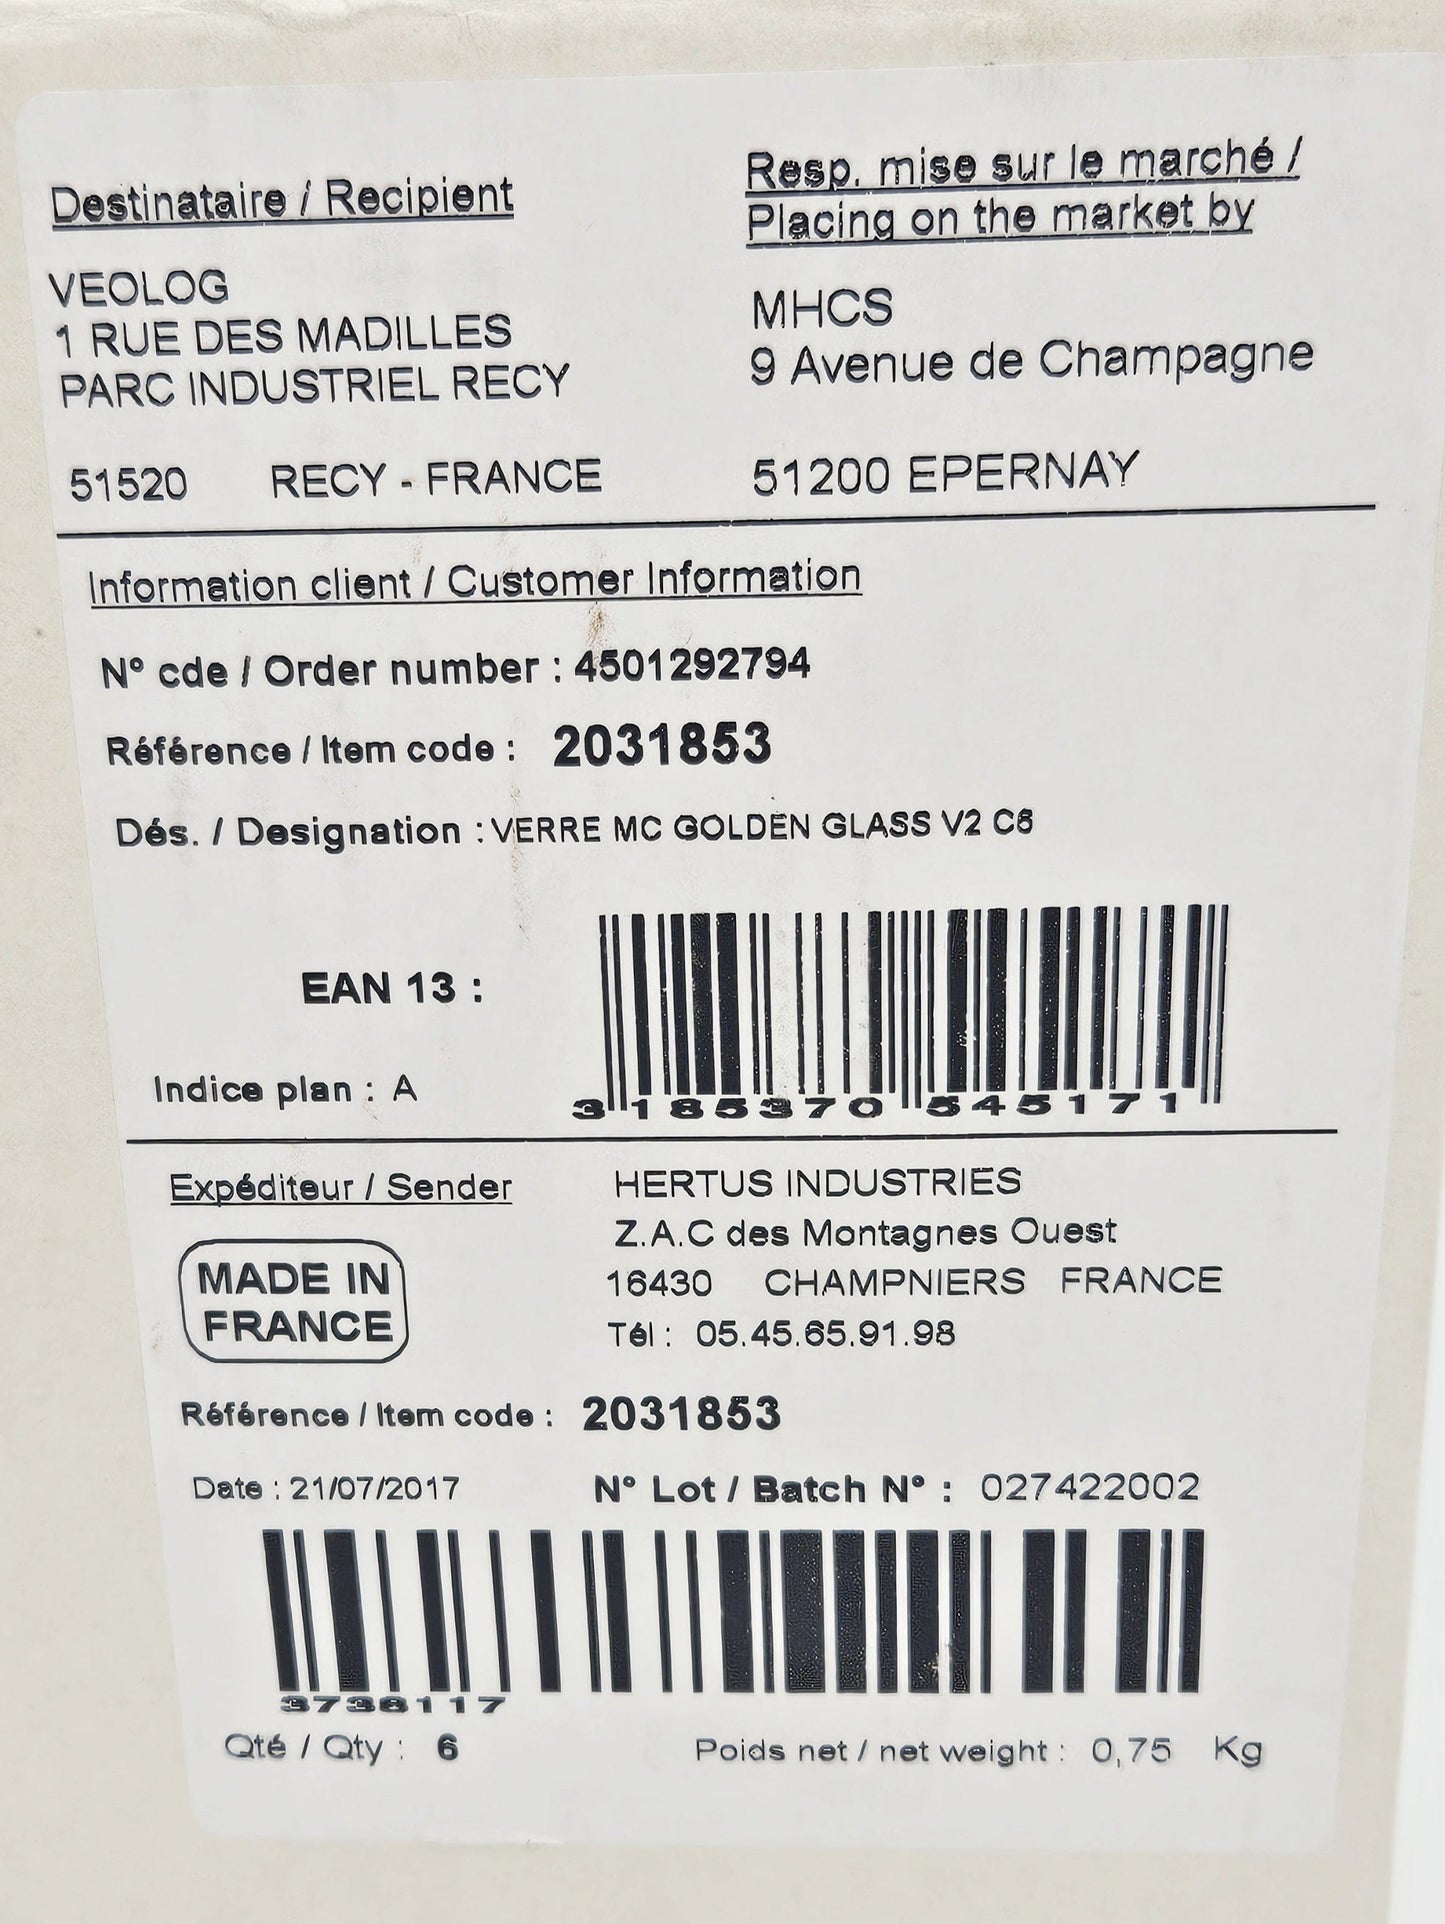 Destinataire / Recipient
VEOLOG
1 RUE DES MADILLES
PARC INDUSTRIEL RECY
51520 RECY - FRANCE
Resp. mise sur le marché /
Placing on the market by
MHCS
9 Avenue de Champagne
51200 EPERNAY
Information client / Customer Information
N° cde / Order number : 4501292794
Référence / Item code : 2031853
Dés. / Designation : VERRE MC GOLDEN GLASS V2 C6
EAN 13 :
3 185370 545171
Indice plan : A
Expéditeur / Sender
HERTUS INDUSTRIES
Z.A.C des Montagnes Ouest
16430 CHAMPNIERS FRANCE
Tél : 05.45.65.91.98
MADE IN
FRANCE
Référence / Item code : 2031853
Date : 21/07/2017 N° Lot / Batch N° : 027422002
3738117
Qté / Qty : 6 Poids net / net weight : 0,75 Kg